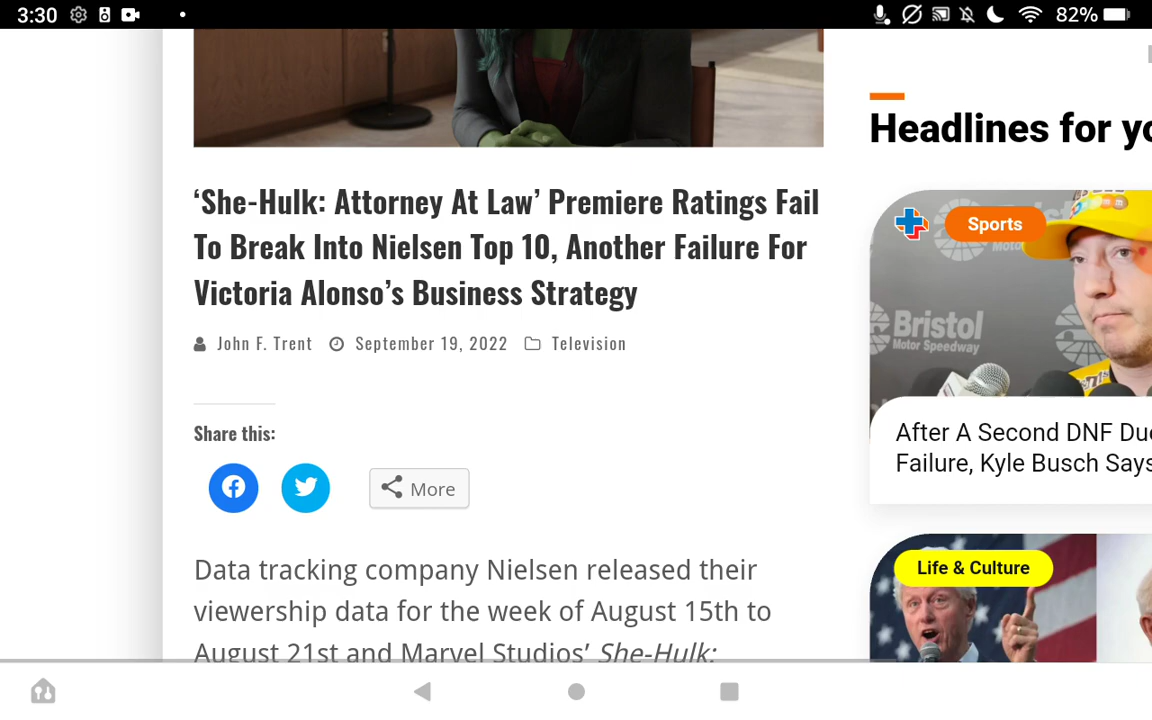 3:30
82%
‘She-Hulk: Attorney At Law’ Premiere Ratings Fail
To Break Into Nielsen Top 10, Another Failure For
Victoria Alonso’s Business Strategy
John F. Trent September 19, 2022 Television
Share this:
More
Data tracking company Nielsen released their
viewership data for the week of August 15th to
August 21st and Marvel Studios’ She-Hulk:
Headlines for yo
Sports
Bristol
Motor Speedway
After A Second DNF Due
Failure, Kyle Busch Says
Life & Culture